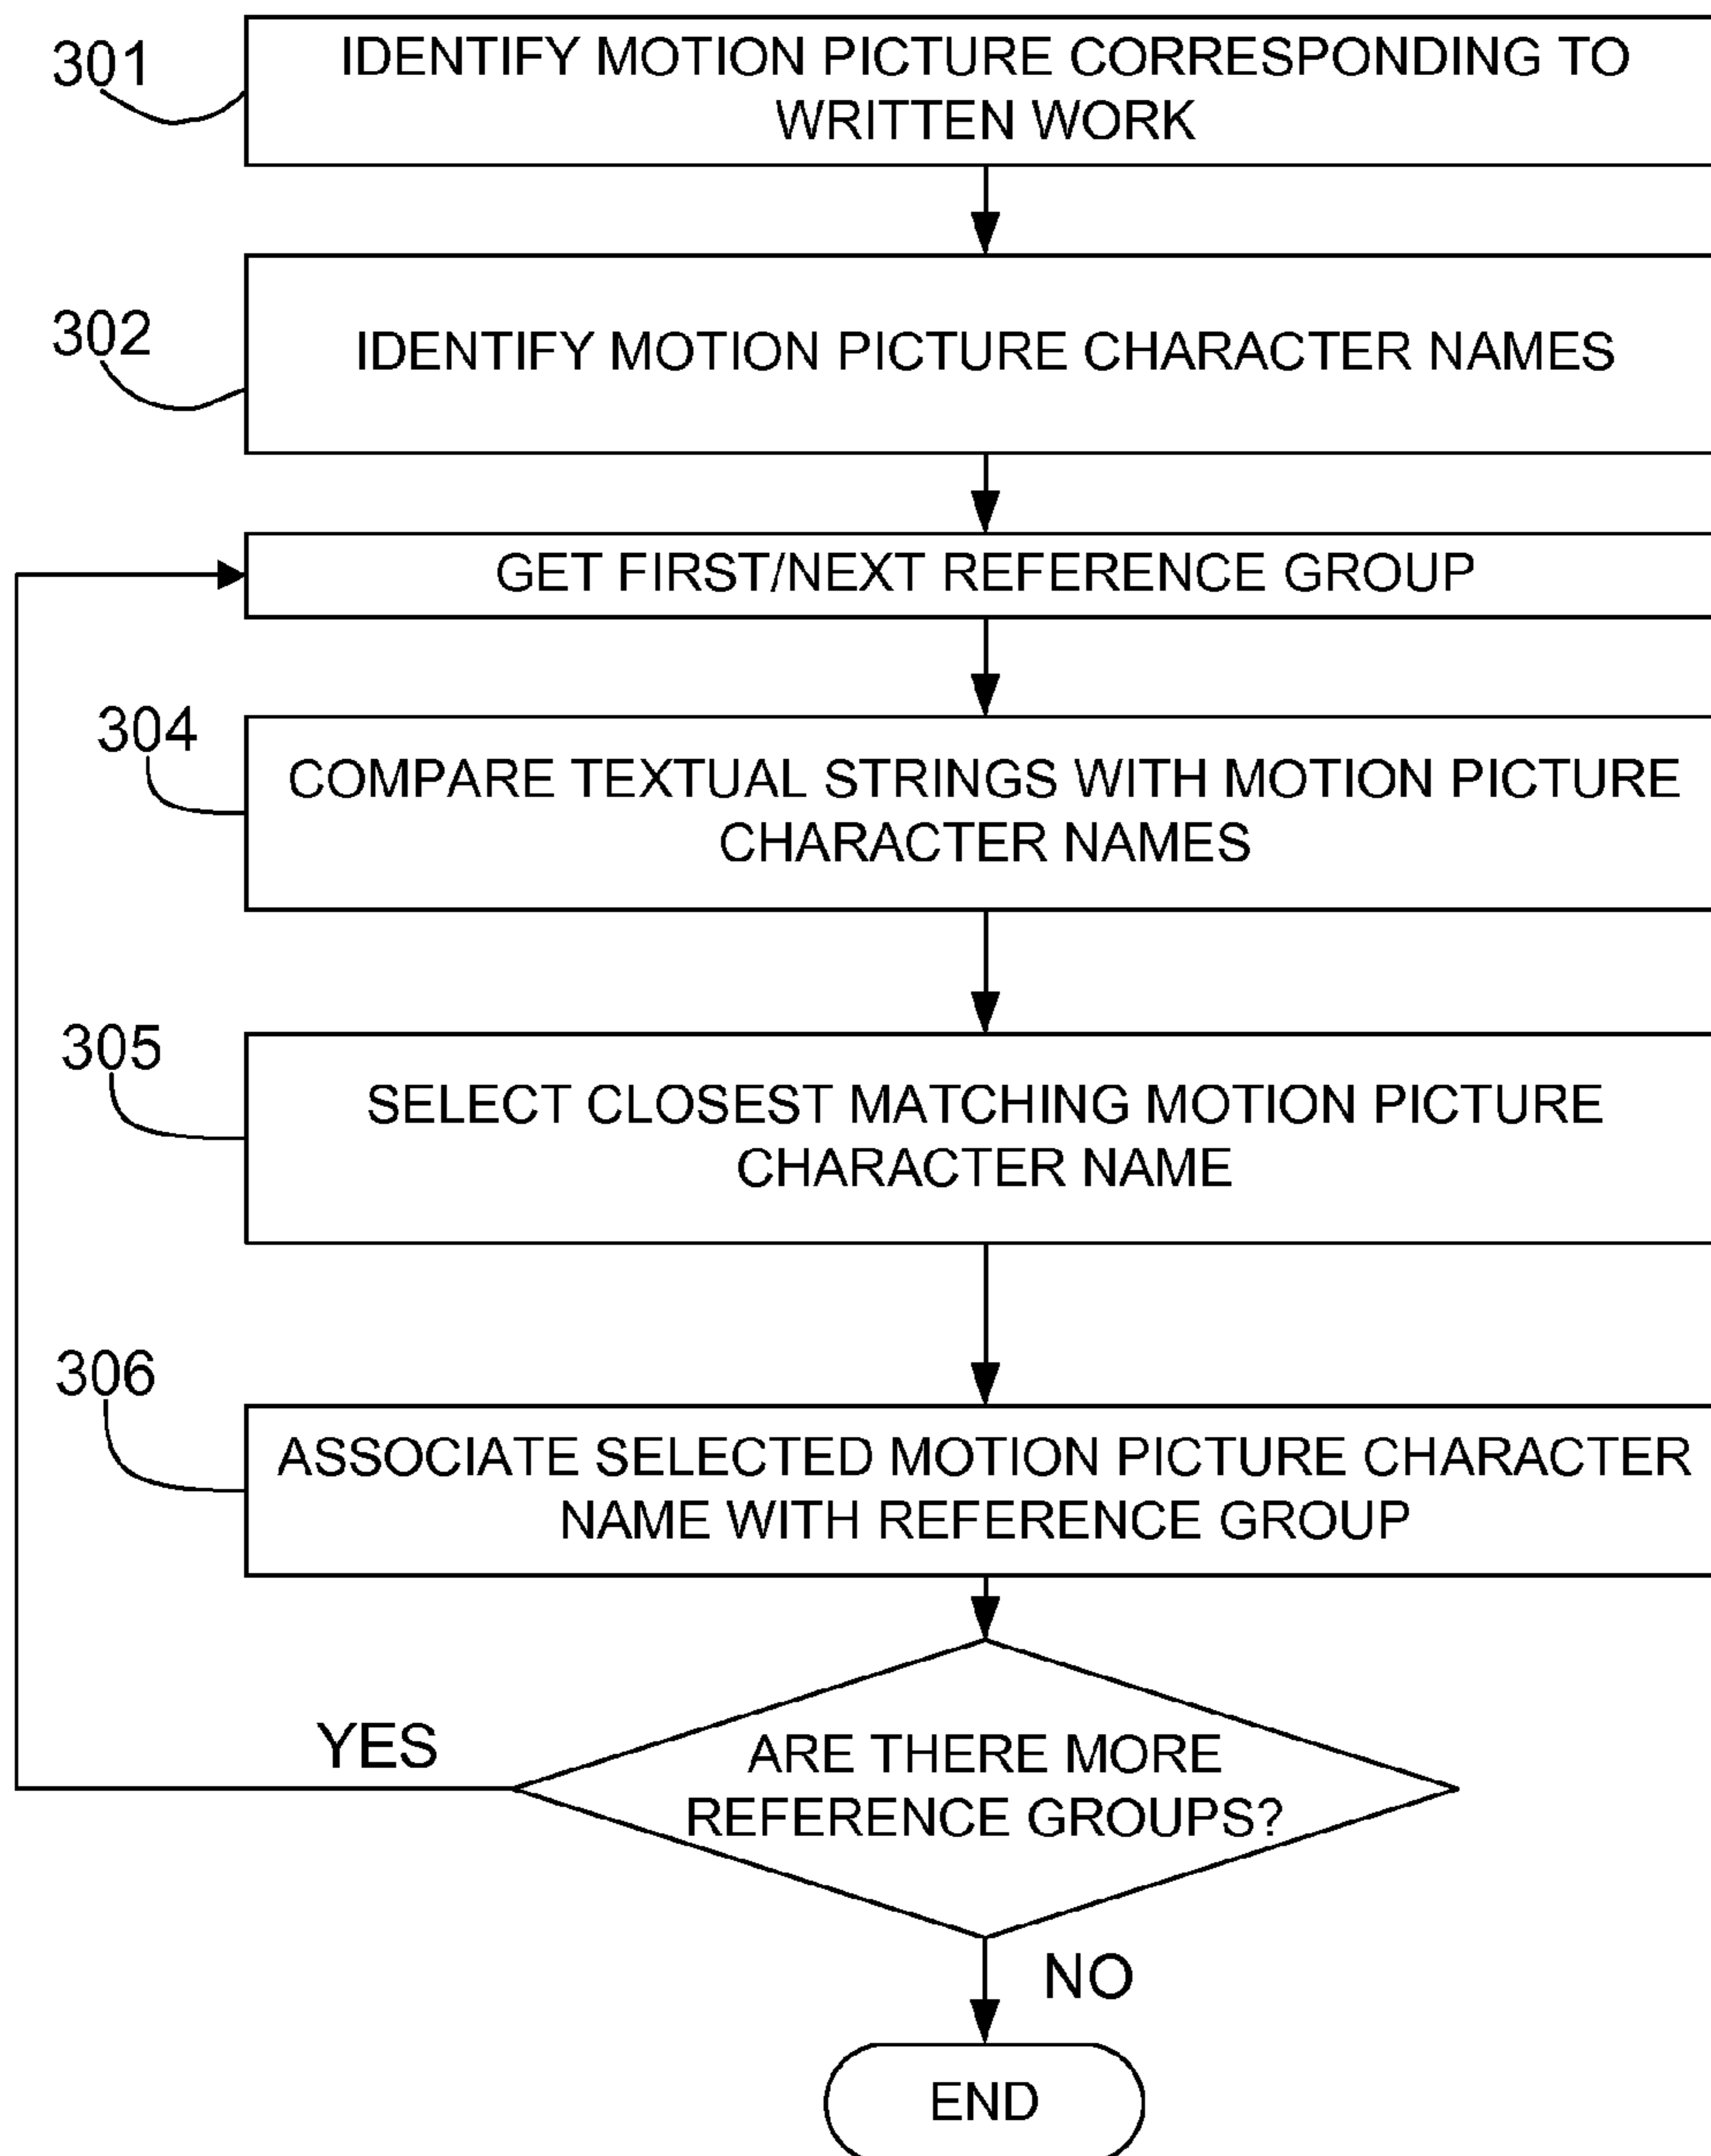 301
IDENTIFY MOTION PICTURE CORRESPONDING TO
WRITTEN WORK
302
IDENTIFY MOTION PICTURE CHARACTER NAMES
GET FIRST/NEXT REFERENCE GROUP
304
COMPARE TEXTUAL STRINGS WITH MOTION PICTURE
CHARACTER NAMES
305
SELECT CLOSEST MATCHING MOTION PICTURE
CHARACTER NAME
306
ASSOCIATE SELECTED MOTION PICTURE CHARACTER
NAME WITH REFERENCE GROUP
YES
ARE THERE MORE
REFERENCE GROUPS?
NO
END